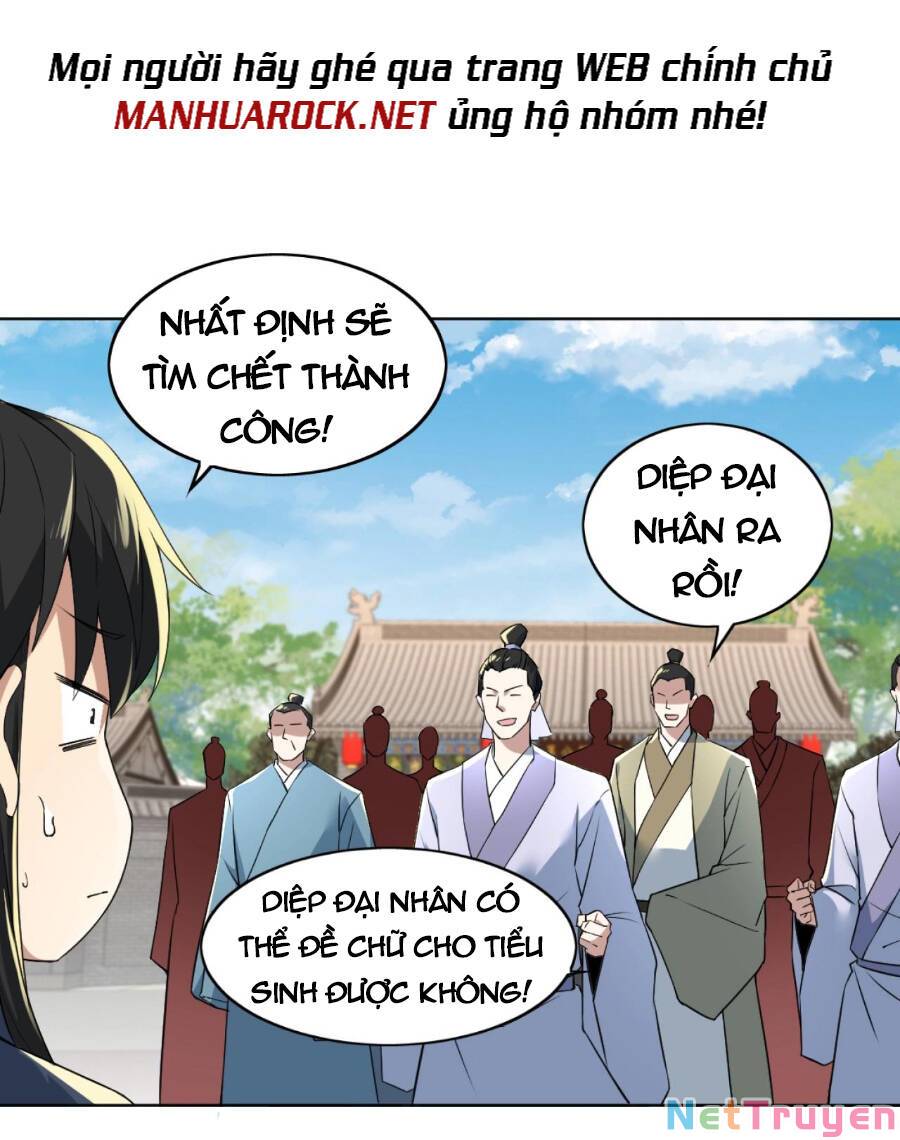 Mọi người hãy ghé qua trang WEB chính chủ
MANHUAROCK.NET ủng hộ nhóm nhé!
NHẤT ĐỊNH SẼ
TÌM CHẾT THÀNH
CÔNG!
DIỆP ĐẠI
NHÂN RA
RỒI!
DIỆP ĐẠI NHÂN CÓ
THỂ ĐỀ CHỮ CHO TIỂU
SINH ĐƯỢC KHÔNG!
NetTruyen